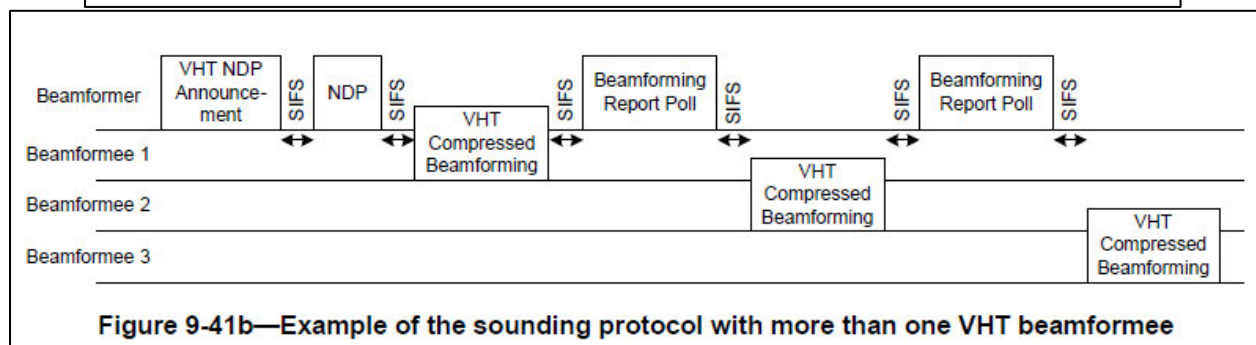 VHT NDP
Announce-
ment
SIFS
NDP
SIFS
SIFS
Beamforming
Report Poll
SIFS
SIFS
Beamforming
Report Poll
SIFS
Beamformer
VHT
Compressed
Beamforming
Beamformee 1
VHT
Compressed
Beamforming
Beamformee 2
VHT
Compressed
Beamforming
Beamformee 3
Figure 9-41b—Example of the sounding protocol with more than one VHT beamformee